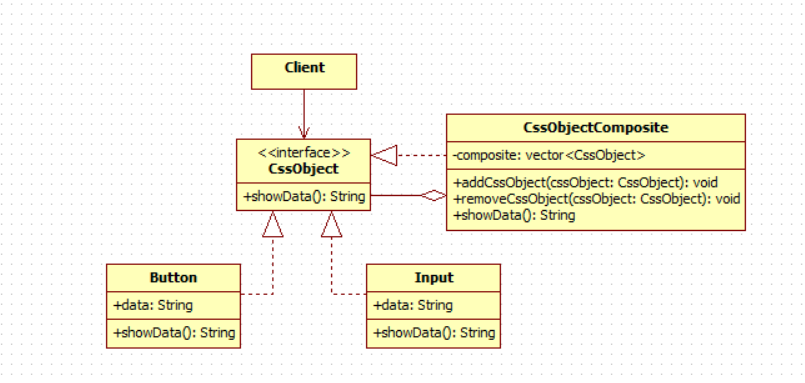 Client
<<interface>>
CssObject
+showData(): String
CssObjectComposite
-composite: vector<CssObject>
+addCssObject(cssObject: CssObject): void
+removeCssObject(cssObject: CssObject): void
+showData(): String
Button
+data: String
+showData(): String
Input
+data: String
+showData(): String